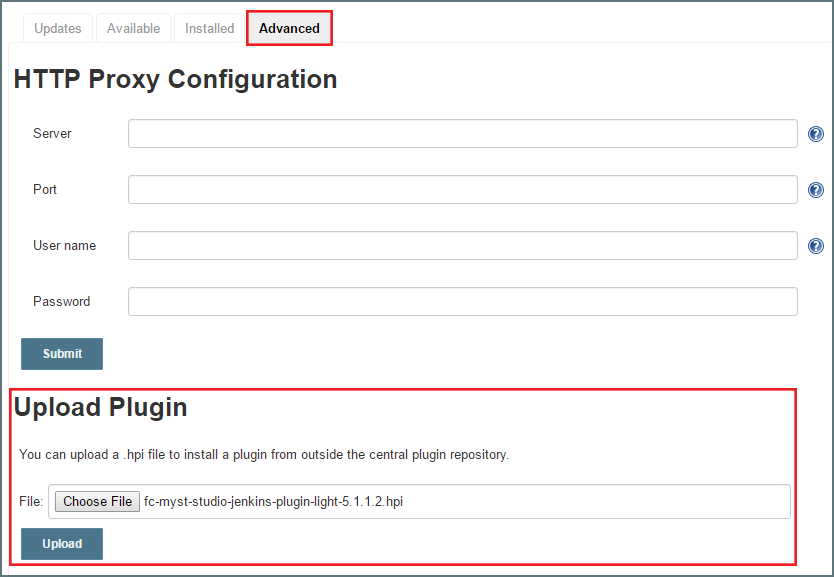 Updates Available Installed Advanced
HTTP Proxy Configuration
Server
Port
User name
Password
Submit
Upload Plugin
You can upload a .hpi file to install a plugin from outside the central plugin repository.
File: Choose File fc-myst-studio-jenkins-plugin-light-5.1.1.2.hpi
Upload